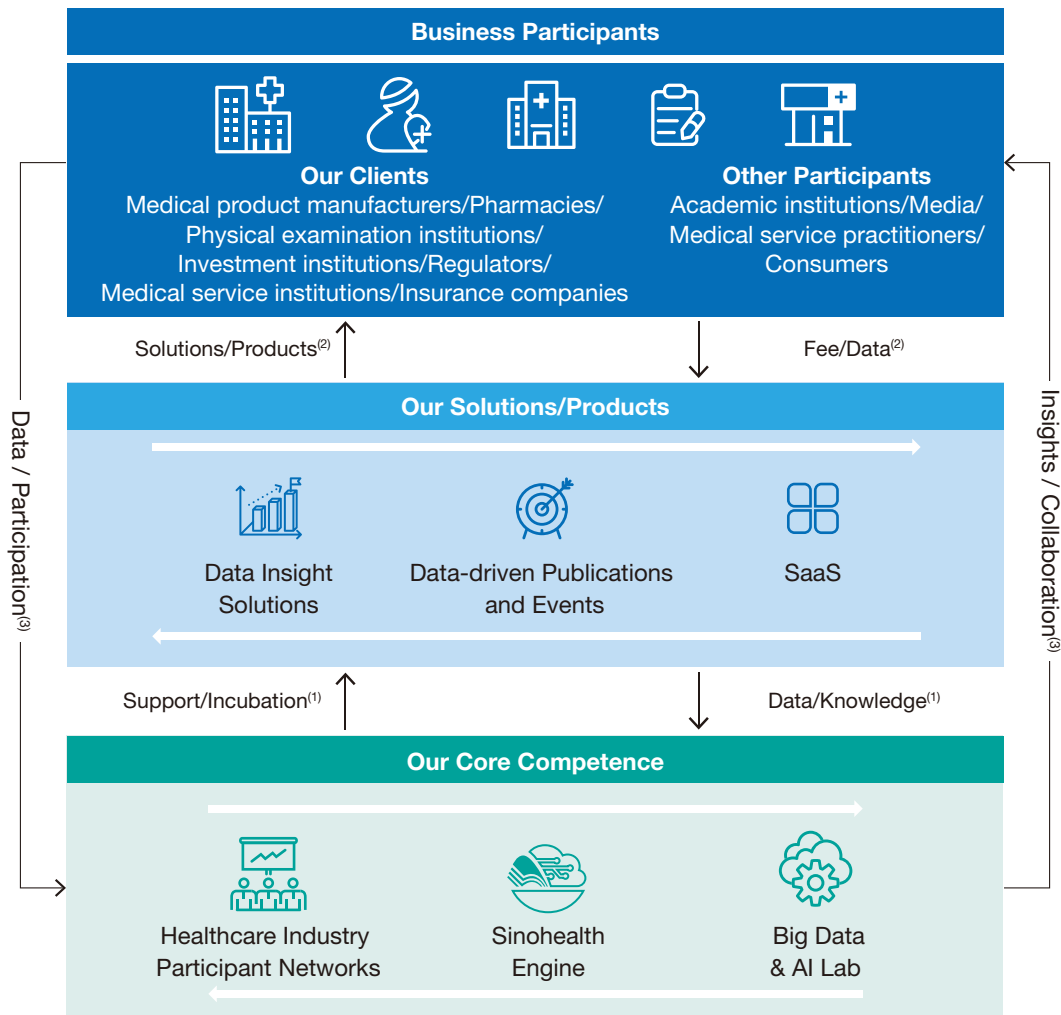 Business Participants
Our Clients
Medical product manufacturers/Pharmacies/
Physical examination institutions/
Investment institutions/Regulators/
Medical service institutions/Insurance companies
Other Participants
Academic institutions/Media/
Medical service practitioners/
Consumers
Solutions/Products(2)
Fee/Data(2)
Data / Participation(3)
Insights / Collaboration(3)
Our Solutions/Products
Data Insight
Solutions
Data-driven Publications
and Events
SaaS
Support/Incubation(1)
Data/Knowledge(1)
Our Core Competence
Healthcare Industry
Participant Networks
Sinohealth
Engine
Big Data
& AI Lab